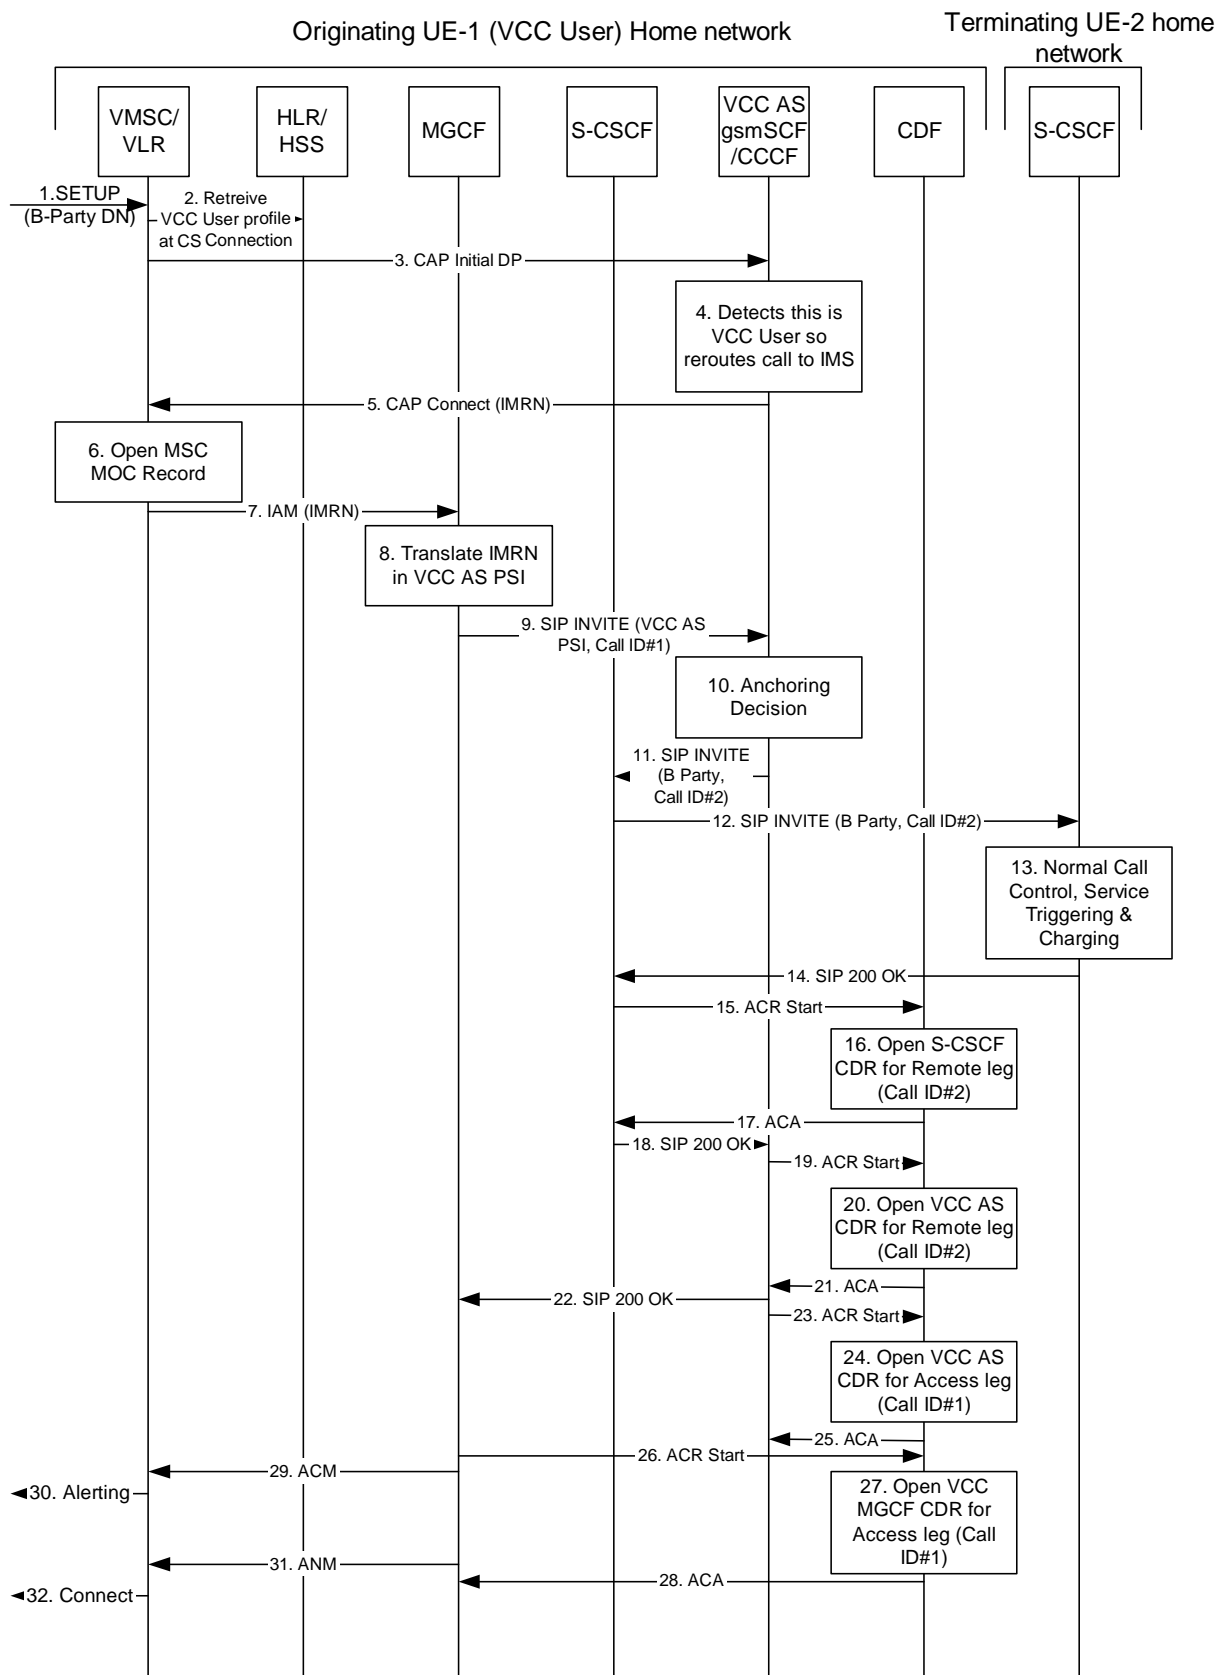 Originating UE-1 (VCC User) Home network
Terminating UE-2 home
network
VMSC/
VLR
HLR/
HSS
MGCF
S-CSCF
VCC AS
gsmSCF
/CCCF
CDF
S-CSCF
1.SETUP
(B-Party DN)
2. Retreive
VCC User profile
at CS Connection
3. CAP Initial DP
4. Detects this is
VCC User so
reroutes call to IMS
5. CAP Connect (IMRN)
6. Open MSC
MOC Record
7. IAM (IMRN)
8. Translate IMRN
in VCC AS PSI
9. SIP INVITE (VCC AS
PSI, Call ID#1)
10. Anchoring
Decision
11. SIP INVITE
(B Party,
Call ID#2)
12. SIP INVITE (B Party, Call ID#2)
13. Normal Call
Control, Service
Triggering &
Charging
14. SIP 200 OK
15. ACR Start
16. Open S-CSCF
CDR for Remote leg
(Call ID#2)
17. ACA
18. SIP 200 OK
19. ACR Start
20. Open VCC AS
CDR for Remote leg
(Call ID#2)
21. ACA
22. SIP 200 OK
23. ACR Start
24. Open VCC AS
CDR for Access leg
(Call ID#1)
25. ACA
26. ACR Start
29. ACM
30. Alerting
27. Open VCC
MGCF CDR for
Access leg (Call
ID#1)
31. ANM
28. ACA
32. Connect